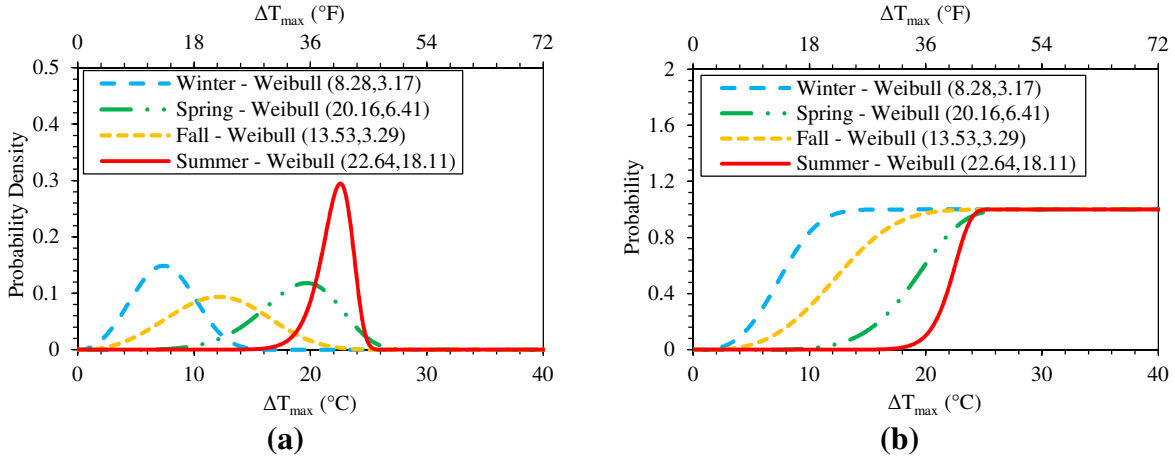 ΔTmax (°F)
0 18 36 54 72
0.5
0.4
0.3
0.2
0.1
0
Probability Density
Winter - Weibull (8.28,3.17)
Spring - Weibull (20.16,6.41)
Fall - Weibull (13.53,3.29)
Summer - Weibull (22.64,18.11)
0 10 20 30 40
ΔTmax (°C)
(a)
ΔTmax (°F)
0 18 36 54 72
2
1.6
1.2
0.8
0.4
0
Probability
Winter - Weibull (8.28,3.17)
Spring - Weibull (20.16,6.41)
Fall - Weibull (13.53,3.29)
Summer - Weibull (22.64,18.11)
0 10 20 30 40
ΔTmax (°C)
(b)